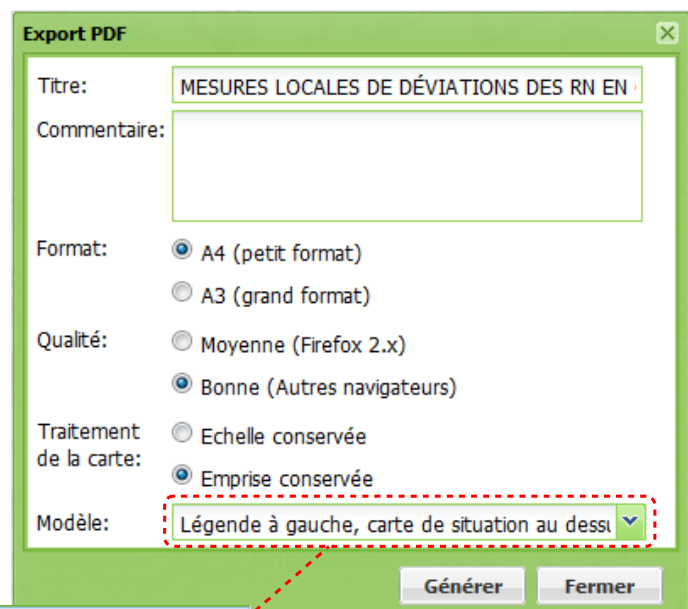 Export PDF
Titre: MESURES LOCALES DE DÉVIATIONS DES RN EN
Commentaire:
Format: A4 (petit format)
A3 (grand format)
Qualité: Moyenne (Firefox 2.x)
Bonne (Autres navigateurs)
Traitement
de la carte:
Echelle conservée
Emprise conservée
Modèle: Légende à gauche, carte de situation au dessu
Générer Fermer